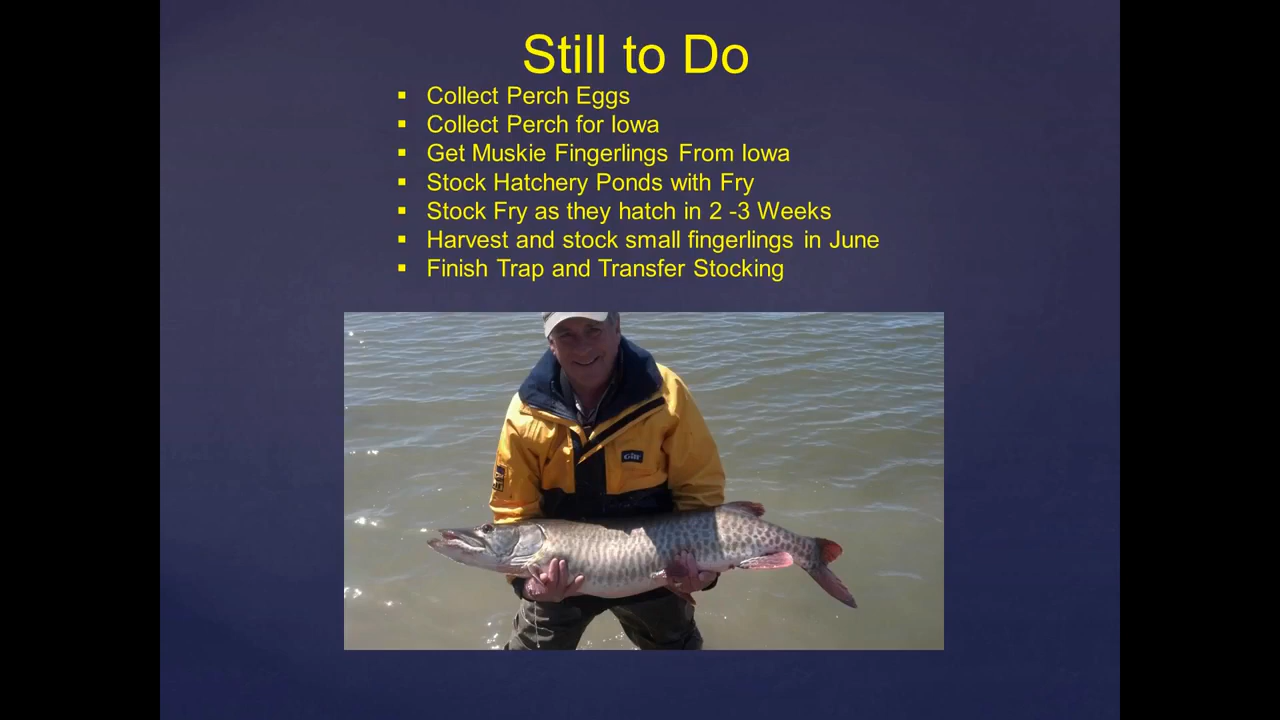 Still to Do
▪ Collect Perch Eggs
▪ Collect Perch for Iowa
▪ Get Muskie Fingerlings From Iowa
▪ Stock Hatchery Ponds with Fry
▪ Stock Fry as they hatch in 2 -3 Weeks
▪ Harvest and stock small fingerlings in June
▪ Finish Trap and Transfer Stocking
Gill